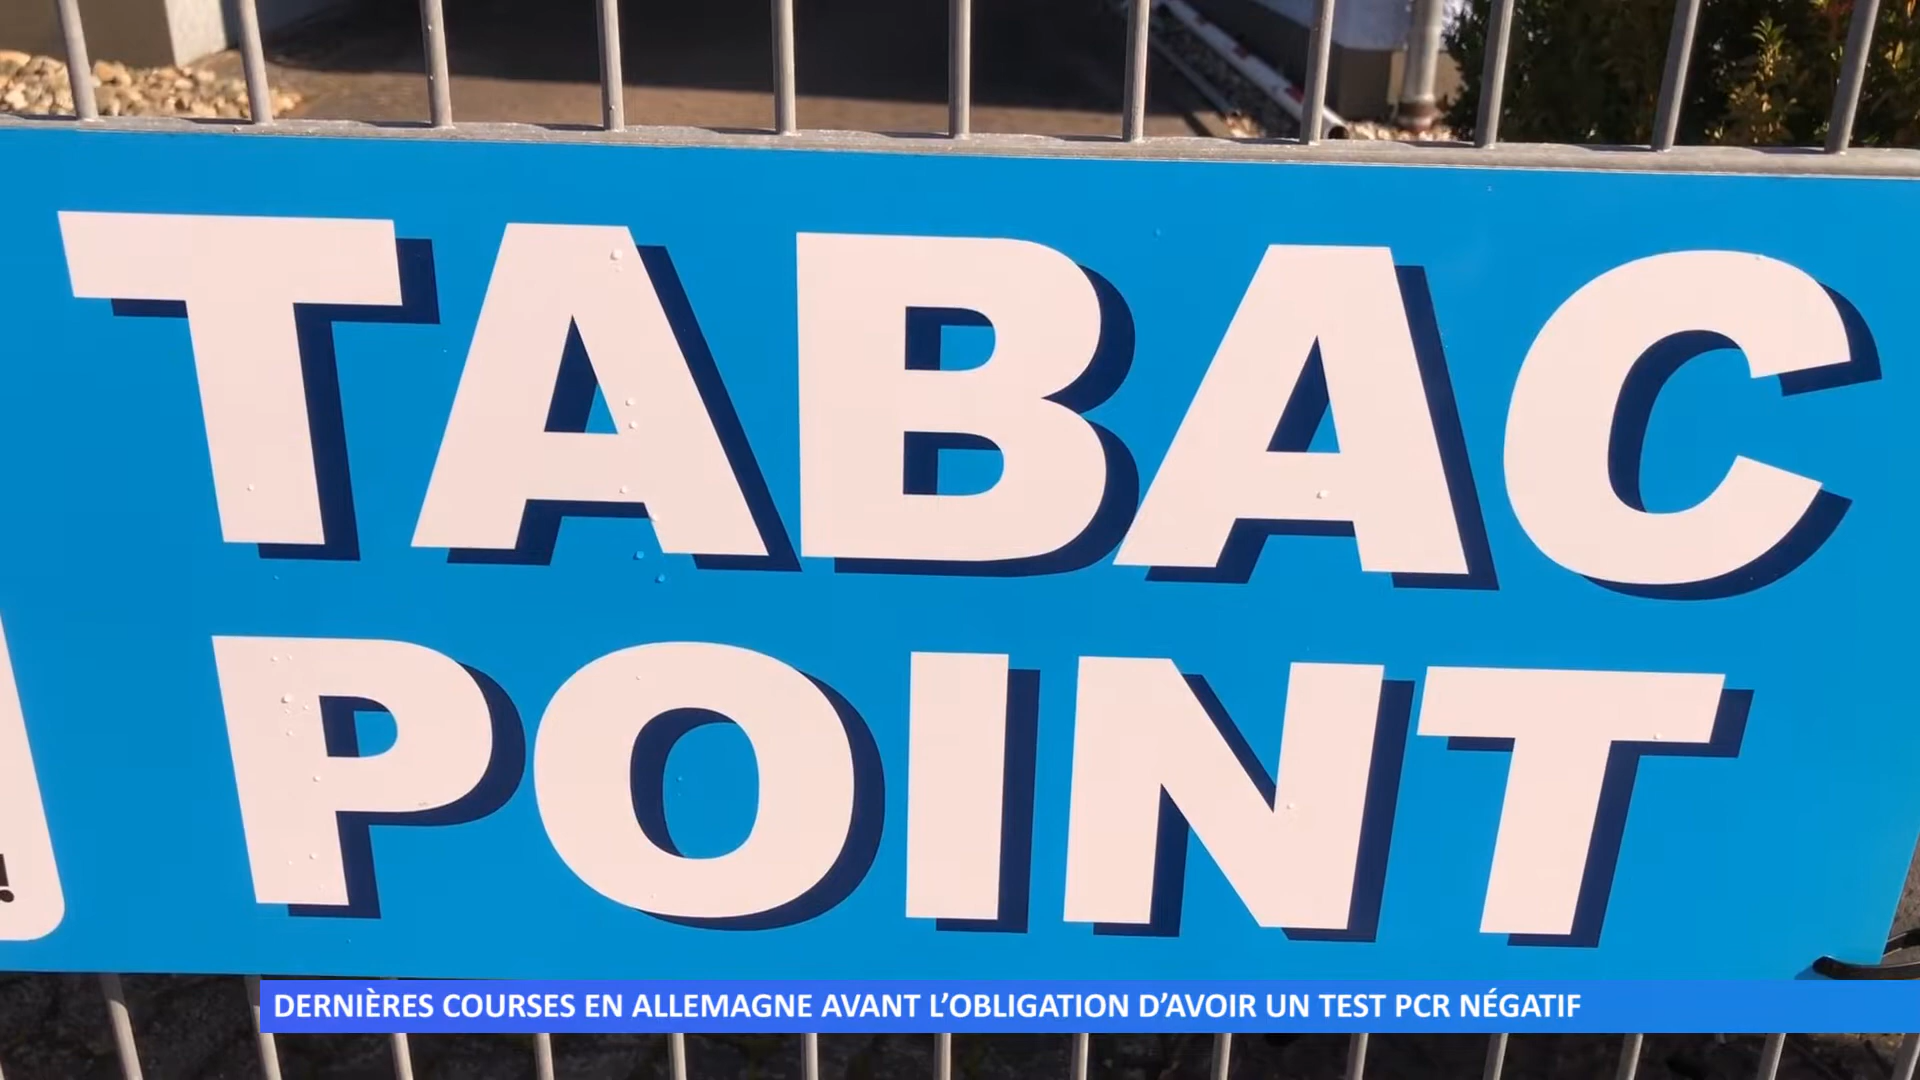 TABAC
POINT
!
DERNIÈRES COURSES EN ALLEMAGNE AVANT L’OBLIGATION D’AVOIR UN TEST PCR NÉGATIF